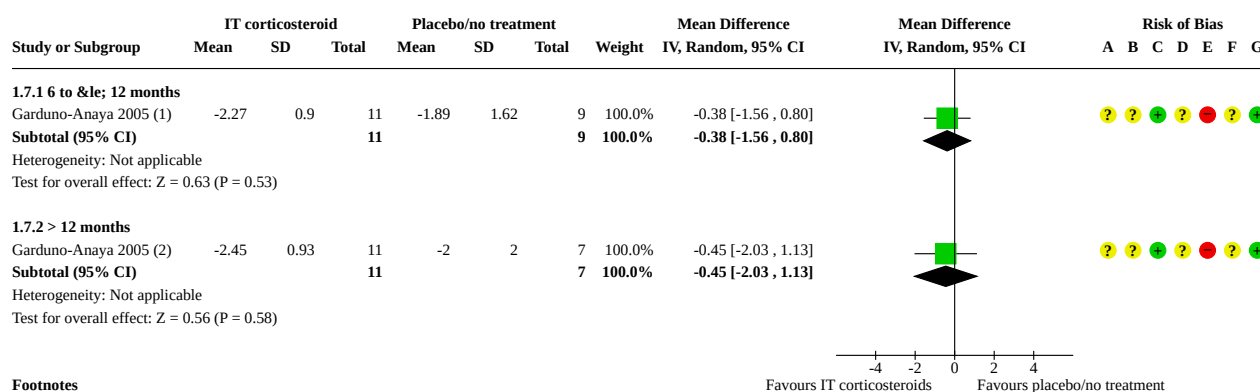 IT corticosteroid Placebo/no treatment Mean Difference Mean Difference Risk of Bias
Study or Subgroup Mean SD Total Mean SD Total Weight IV, Random, 95% CI IV, Random, 95% CI A B C D E F G
1.7.1 6 to &le; 12 months
Garduno-Anaya 2005 (1) -2.27 0.9 11 -1.89 1.62 9 100.0% -0.38 [-1.56 , 0.80] ? ? + ? − ? +
Subtotal (95% CI) 11 9 100.0% -0.38 [-1.56 , 0.80]
Heterogeneity: Not applicable
Test for overall effect: Z = 0.63 (P = 0.53)
1.7.2 > 12 months
Garduno-Anaya 2005 (2) -2.45 0.93 11 -2 2 7 100.0% -0.45 [-2.03 , 1.13] ? ? + ? − ? +
Subtotal (95% CI) 11 7 100.0% -0.45 [-2.03 , 1.13]
Heterogeneity: Not applicable
Test for overall effect: Z = 0.56 (P = 0.58)
-4 -2 0 2 4
Footnotes Favours IT corticosteroids Favours placebo/no treatment